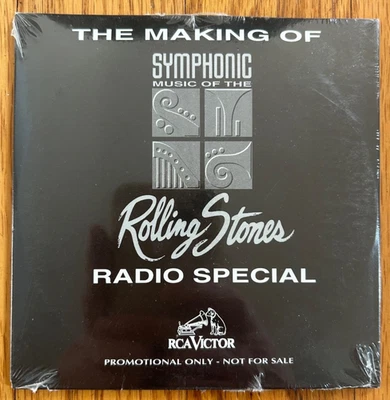 THE MAKING OF
SYMPHONIC
MUSIC OF THE
Rolling Stones
RADIO SPECIAL
RCA VICTOR
PROMOTIONAL ONLY - NOT FOR SALE